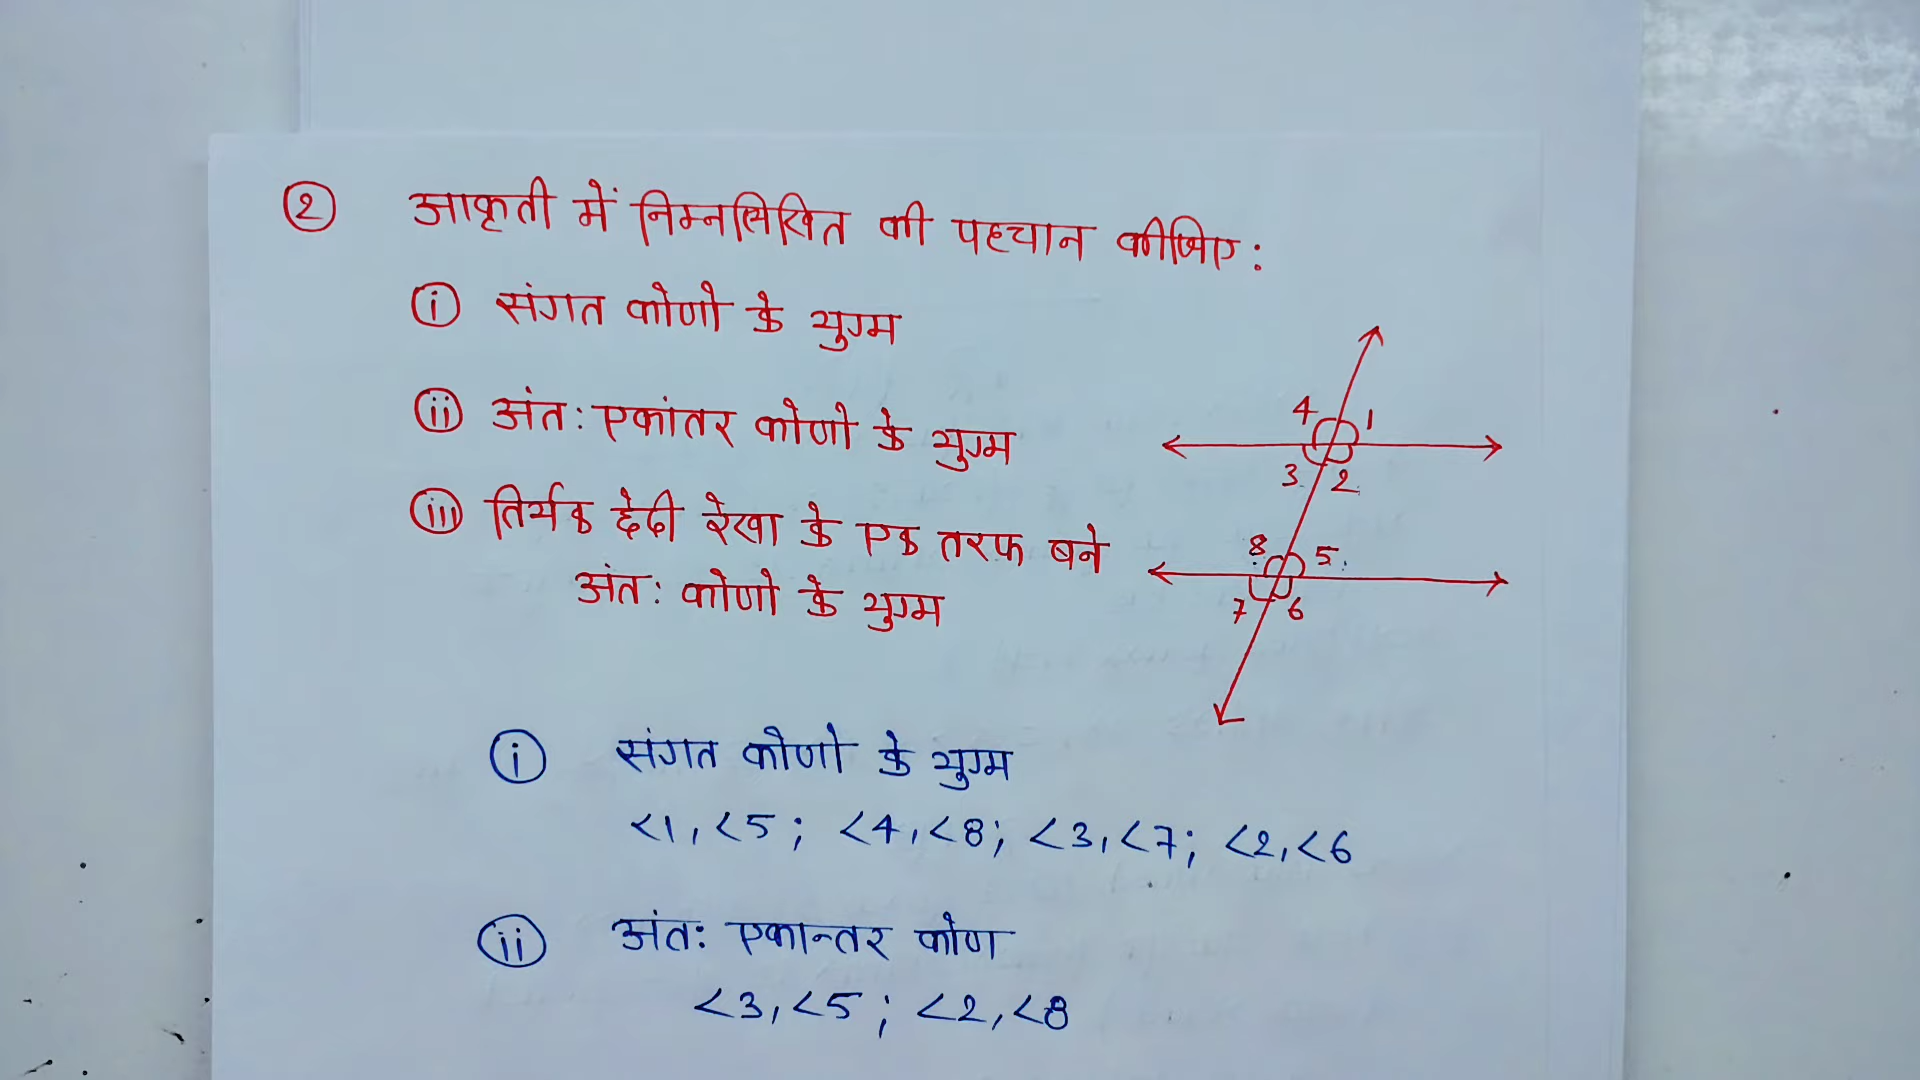 ② आकृती में निम्नलिखित की पहचान कीजिए :
ⓘ संगत कोणो के युग्म
ⓘⓘ अंतः एकांतर कोणो के युग्म
ⓘⓘⓘ तिर्यक छेदी रेखा के एक तरफ बने
अंतः कोणो के युग्म
4 1
3 2
8 5
7 6
ⓘ संगत कोणो के युग्म
<1, <5 ; <4, <8; <3, <7; <2, <6
ⓘⓘ अंतः एकान्तर कोण
<3, <5 ; <2, <8